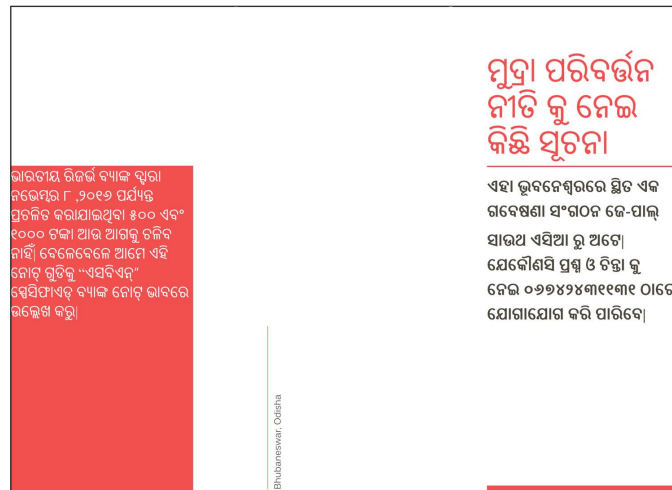 ଭାରତୀୟ ରିଜର୍ଭ ବ୍ୟାଙ୍କ ଦ୍ଵାରା
ନଭେମ୍ବର ୮ ,୨୦୧୬ ପର୍ଯ୍ୟନ୍ତ
ପ୍ରଚଳିତ କରାଯାଇଥିବା ୫୦୦ ଏବଂ
୧୦୦୦ ଟଙ୍କା ଆଉ ଆଗକୁ ଚଳିବ
ନାହିଁ| ବେଳେବେଳେ ଆମେ ଏହି
ନୋଟ୍ ଗୁଡିକୁ “ଏସବିଏନ୍”
ସ୍ପେସିଫାଏଡ୍ ବ୍ୟାଙ୍କ ନୋଟ୍ ଭାବରେ
ଉଲ୍ଲେଖ କରୁ|
Bhubaneswar, Odisha
ମୁଦ୍ରା ପରିବର୍ତ୍ତନ
ନୀତି କୁ ନେଇ
କିଛି ସୂଚନା
ଏହା ଭୂବନେଶ୍ୱରରେ ସ୍ଥିତ ଏକ
ଗବେଷଣା ସଂଗଠନ ଜେ-ପାଲ୍
ସାଉଥ ଏସିଆ ରୁ ଅଟେ|
ଯେକୌଣସି ପ୍ରଶ୍ନ ଓ ଚିନ୍ତା କୁ
ନେଇ ୦୬୭୪୨୪୩୧୧୩୧ ଠାରେ
ଯୋଗାଯୋଗ କରି ପାରିବେ|